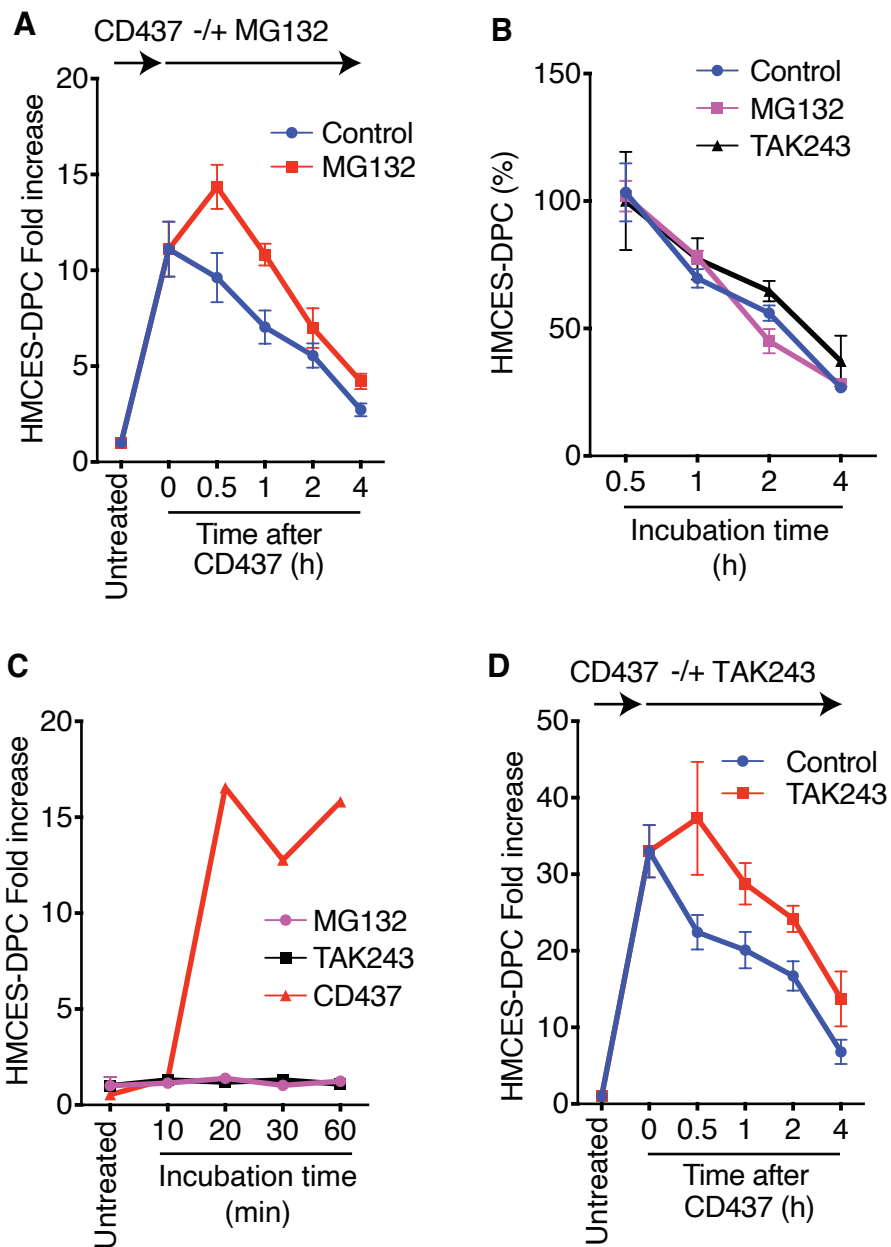 A
CD437 -/+ MG132
HMCES-DPC Fold increase
20
15
10
5
0
Control
MG132
Untreated
0 0.5 1 2 4
Time after
CD437 (h)
B
HMCES-DPC (%)
150
100
50
0
Control
MG132
TAK243
0.5 1 2 4
Incubation time
(h)
C
HMCES-DPC Fold increase
20
15
10
5
0
MG132
TAK243
CD437
Untreated
10 20 30 60
Incubation time
(min)
D
CD437 -/+ TAK243
HMCES-DPC Fold increase
50
40
30
20
10
0
Control
TAK243
Untreated
0 0.5 1 2 4
Time after
CD437 (h)